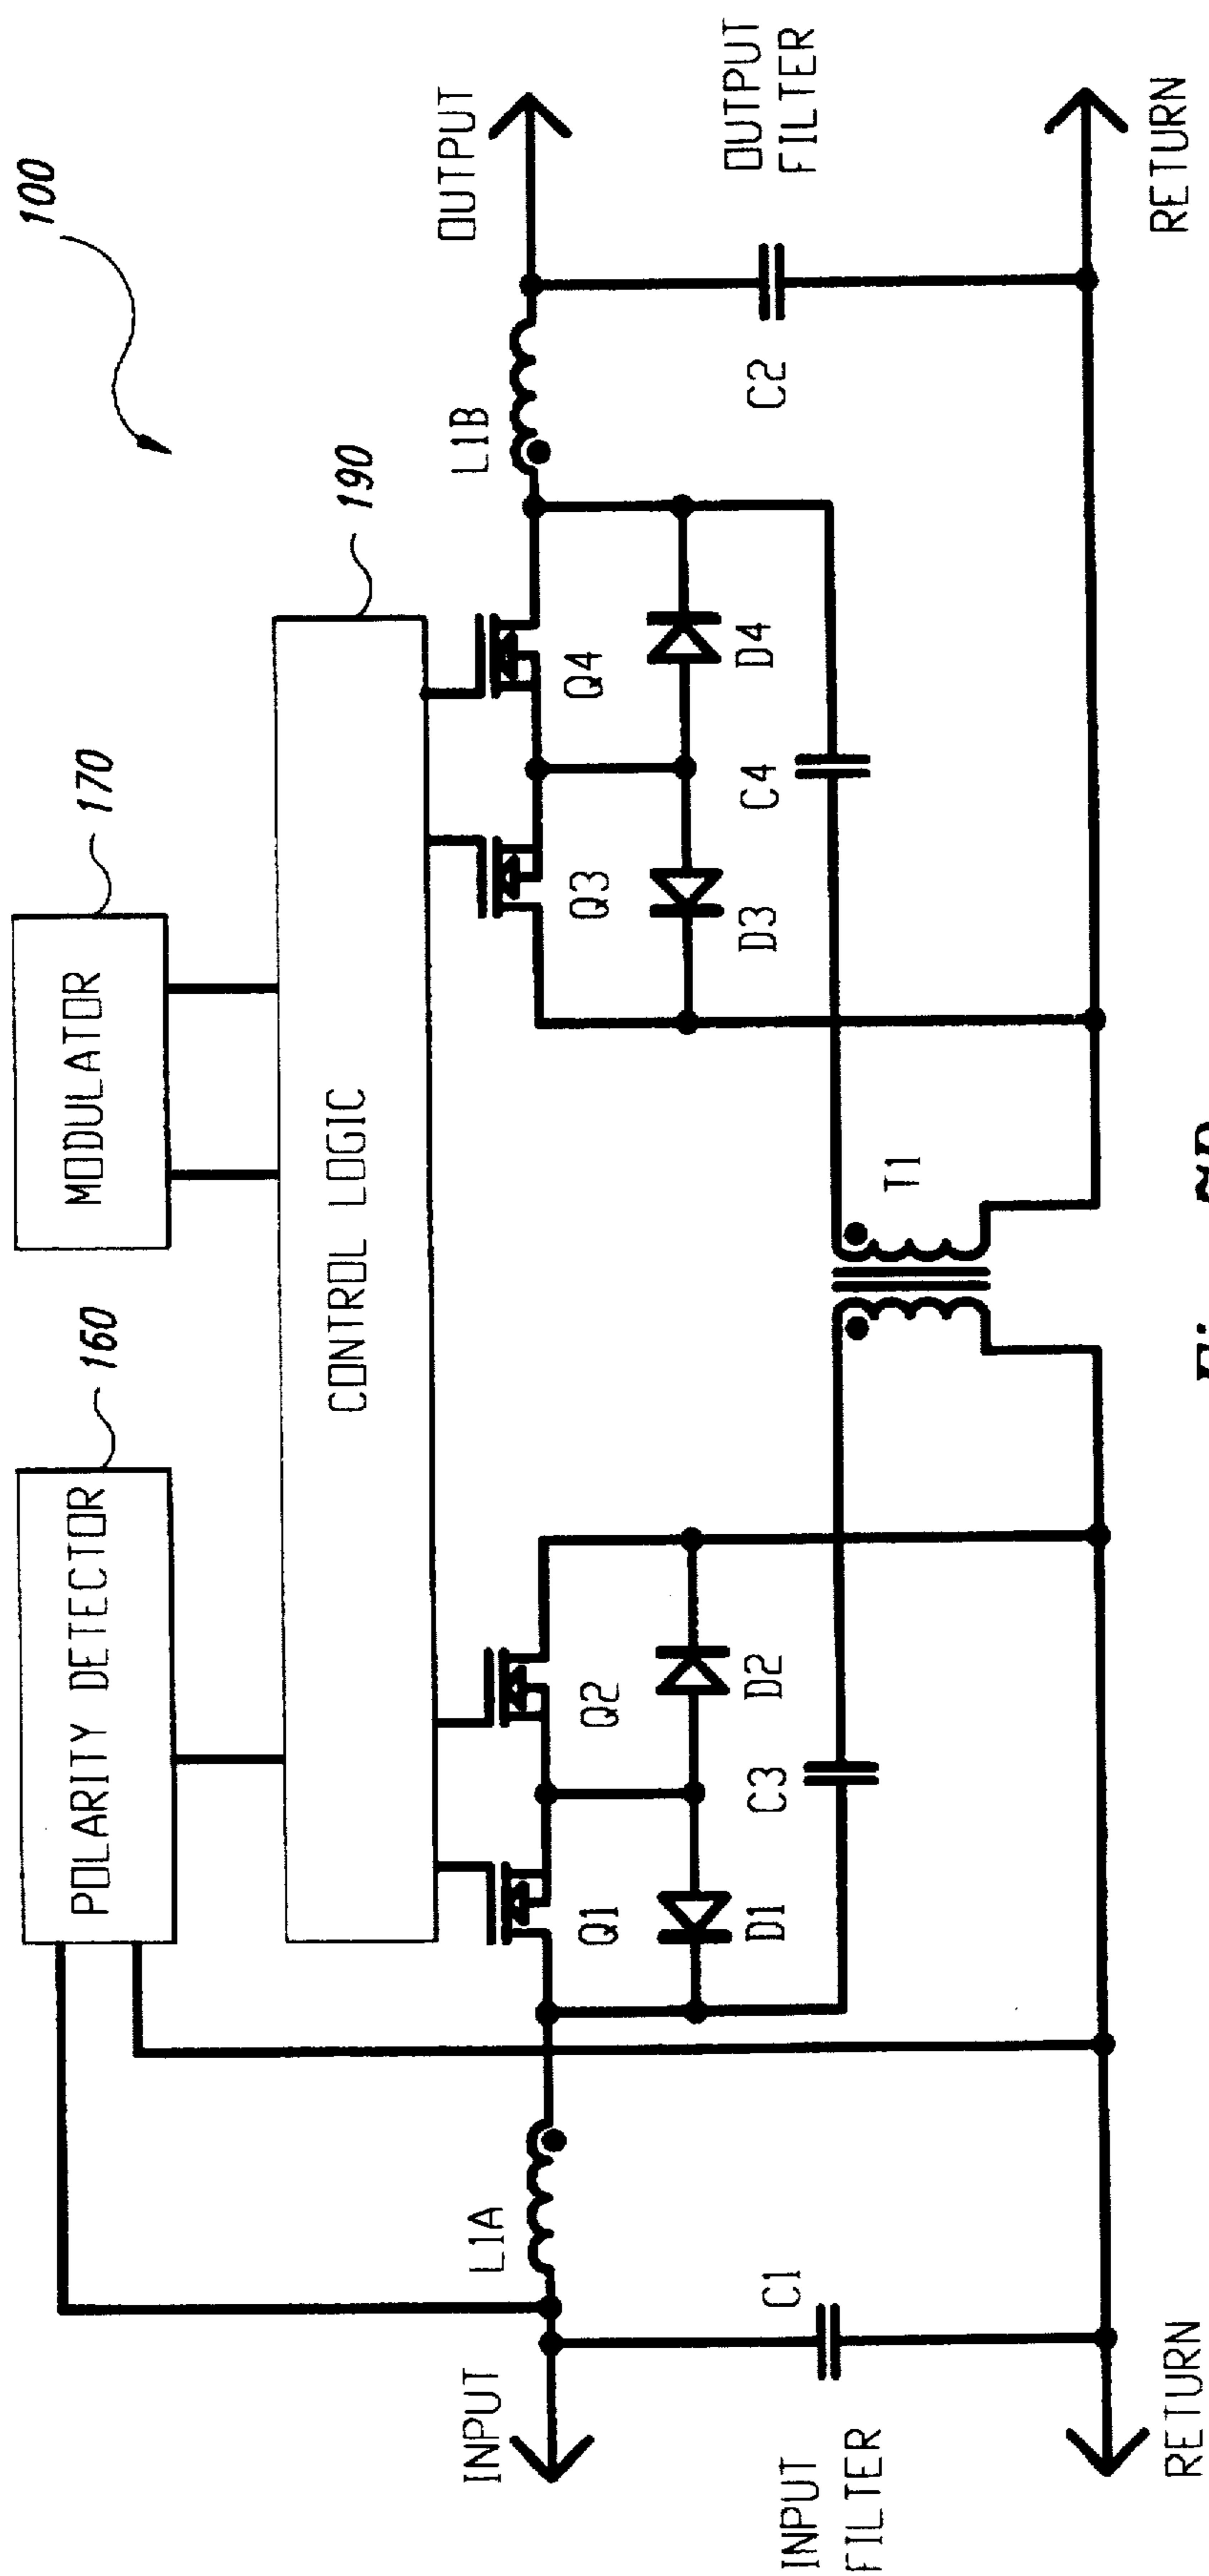 100
POLARITY DETECTOR
160
MODULATOR
170
CONTROL LOGIC
190
INPUT
L1A
Q1
Q2
Q3
Q4
L1B
OUTPUT
D1
D2
D3
D4
INPUT
FILTER
C1
C3
C4
C2
OUTPUT
FILTER
T1
RETURN
RETURN